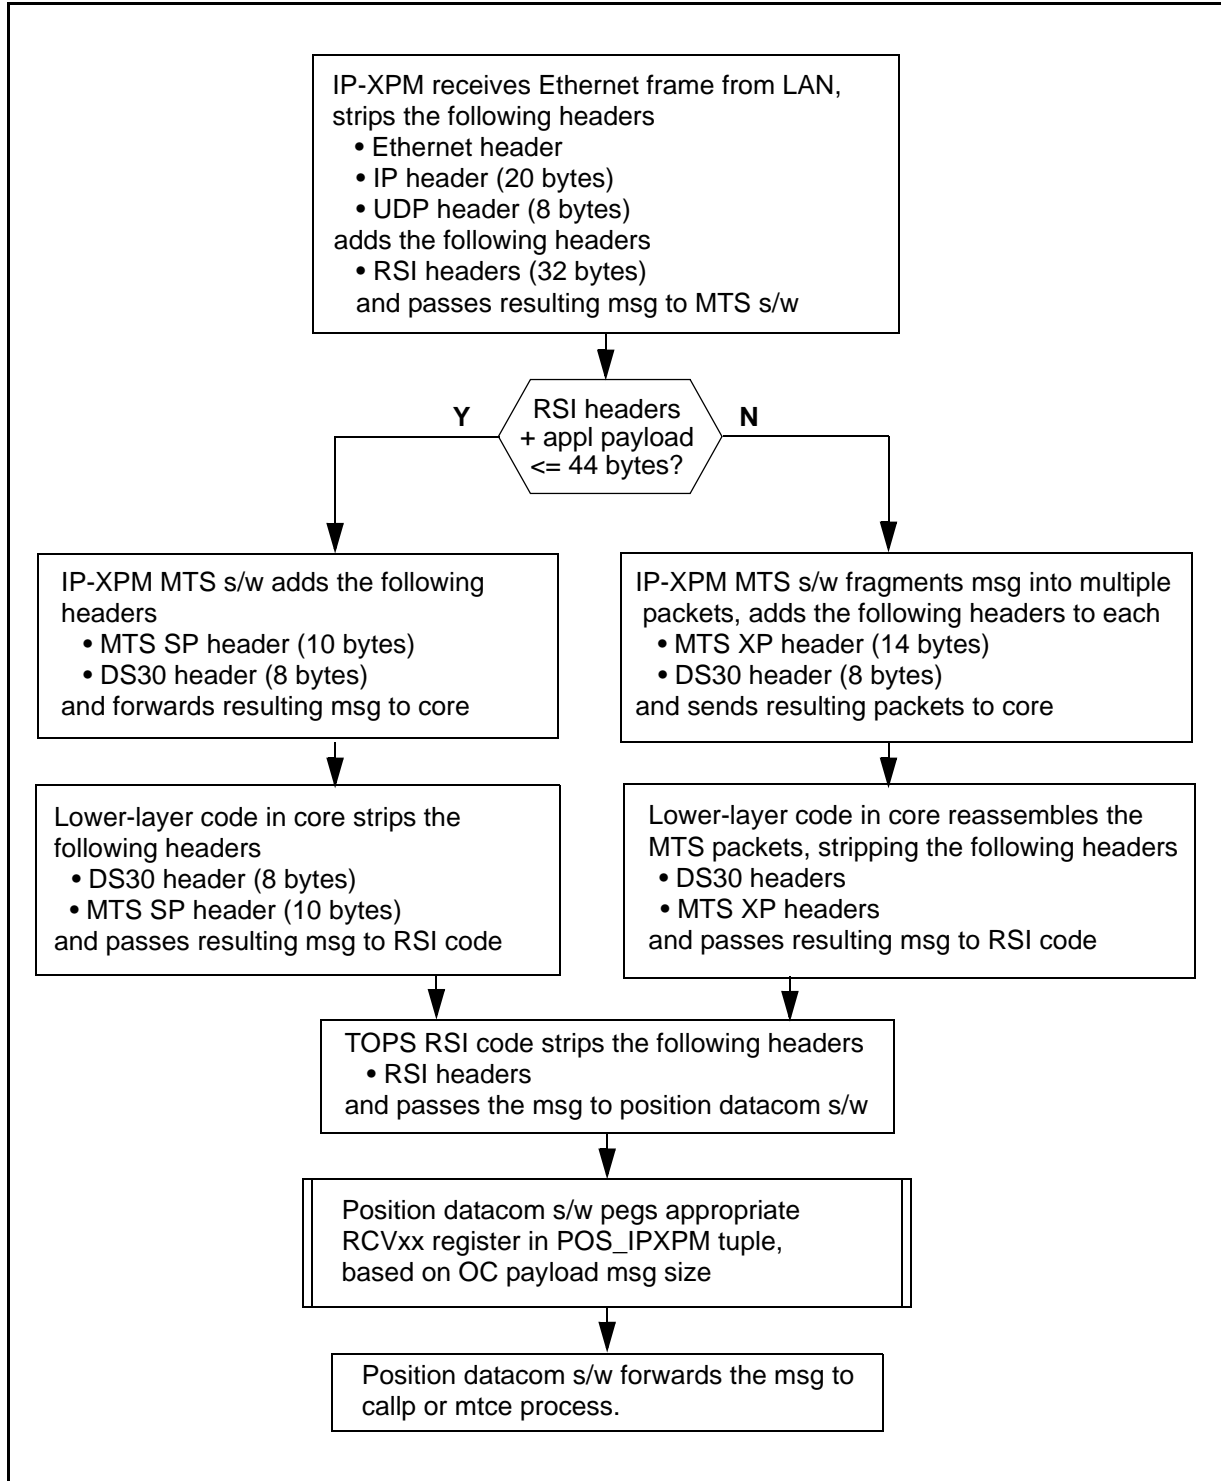 IP-XPM receives Ethernet frame from LAN,
strips the following headers
• Ethernet header
• IP header (20 bytes)
• UDP header (8 bytes)
adds the following headers
• RSI headers (32 bytes)
and passes resulting msg to MTS s/w
RSI headers
+ appl payload
<= 44 bytes?
Y
N
IP-XPM MTS s/w adds the following
headers
• MTS SP header (10 bytes)
• DS30 header (8 bytes)
and forwards resulting msg to core
IP-XPM MTS s/w fragments msg into multiple
packets, adds the following headers to each
• MTS XP header (14 bytes)
• DS30 header (8 bytes)
and sends resulting packets to core
Lower-layer code in core strips the
following headers
• DS30 header (8 bytes)
• MTS SP header (10 bytes)
and passes resulting msg to RSI code
Lower-layer code in core reassembles the
MTS packets, stripping the following headers
• DS30 headers
• MTS XP headers
and passes resulting msg to RSI code
TOPS RSI code strips the following headers
• RSI headers
and passes the msg to position datacom s/w
Position datacom s/w pegs appropriate
RCVxx register in POS_IPXPM tuple,
based on OC payload msg size
Position datacom s/w forwards the msg to
callp or mtce process.